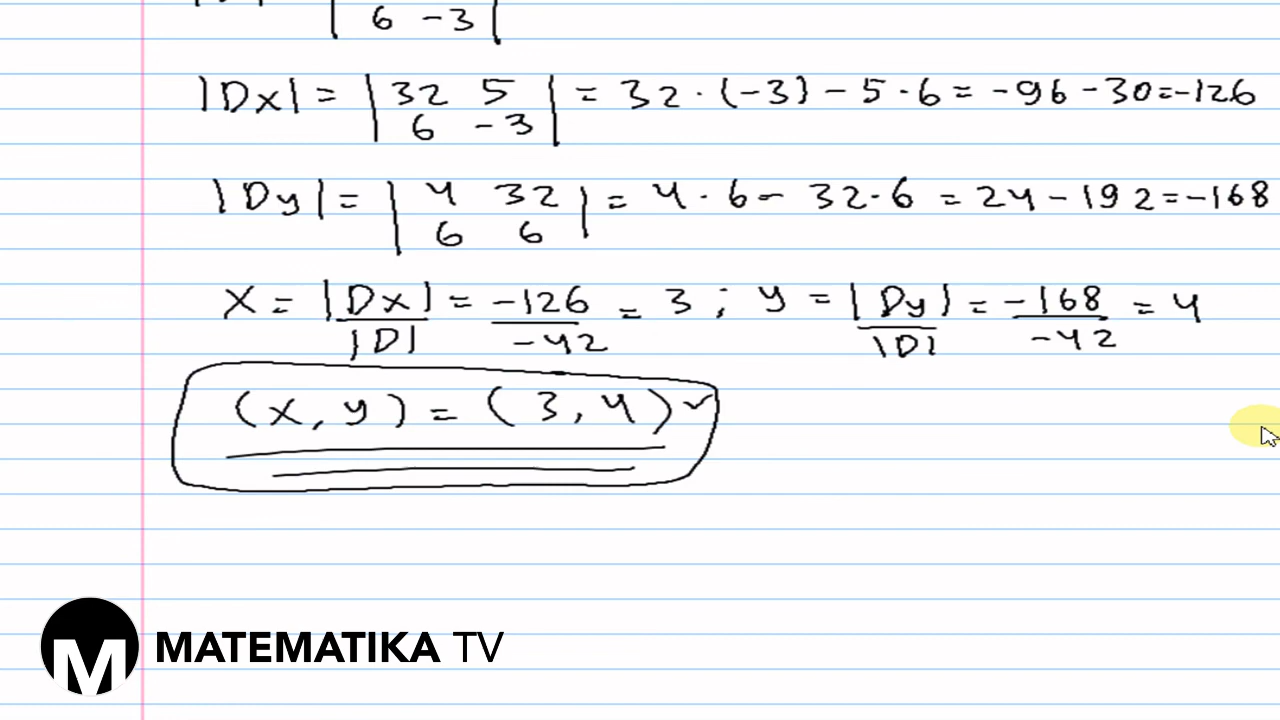 6 -3
|Dx| = | 32 5 | = 32 · (-3) - 5 · 6 = -96 - 30 = -126
6 -3
|Dy| = | 4 32 | = 4 · 6 - 32 · 6 = 24 - 192 = -168
6 6
X = |Dx| = -126 = 3 ; y = |Dy| = -168 = 4
|D| -42 |D| -42
(x, y) = (3, 4) ✓
MATEMATIKA TV